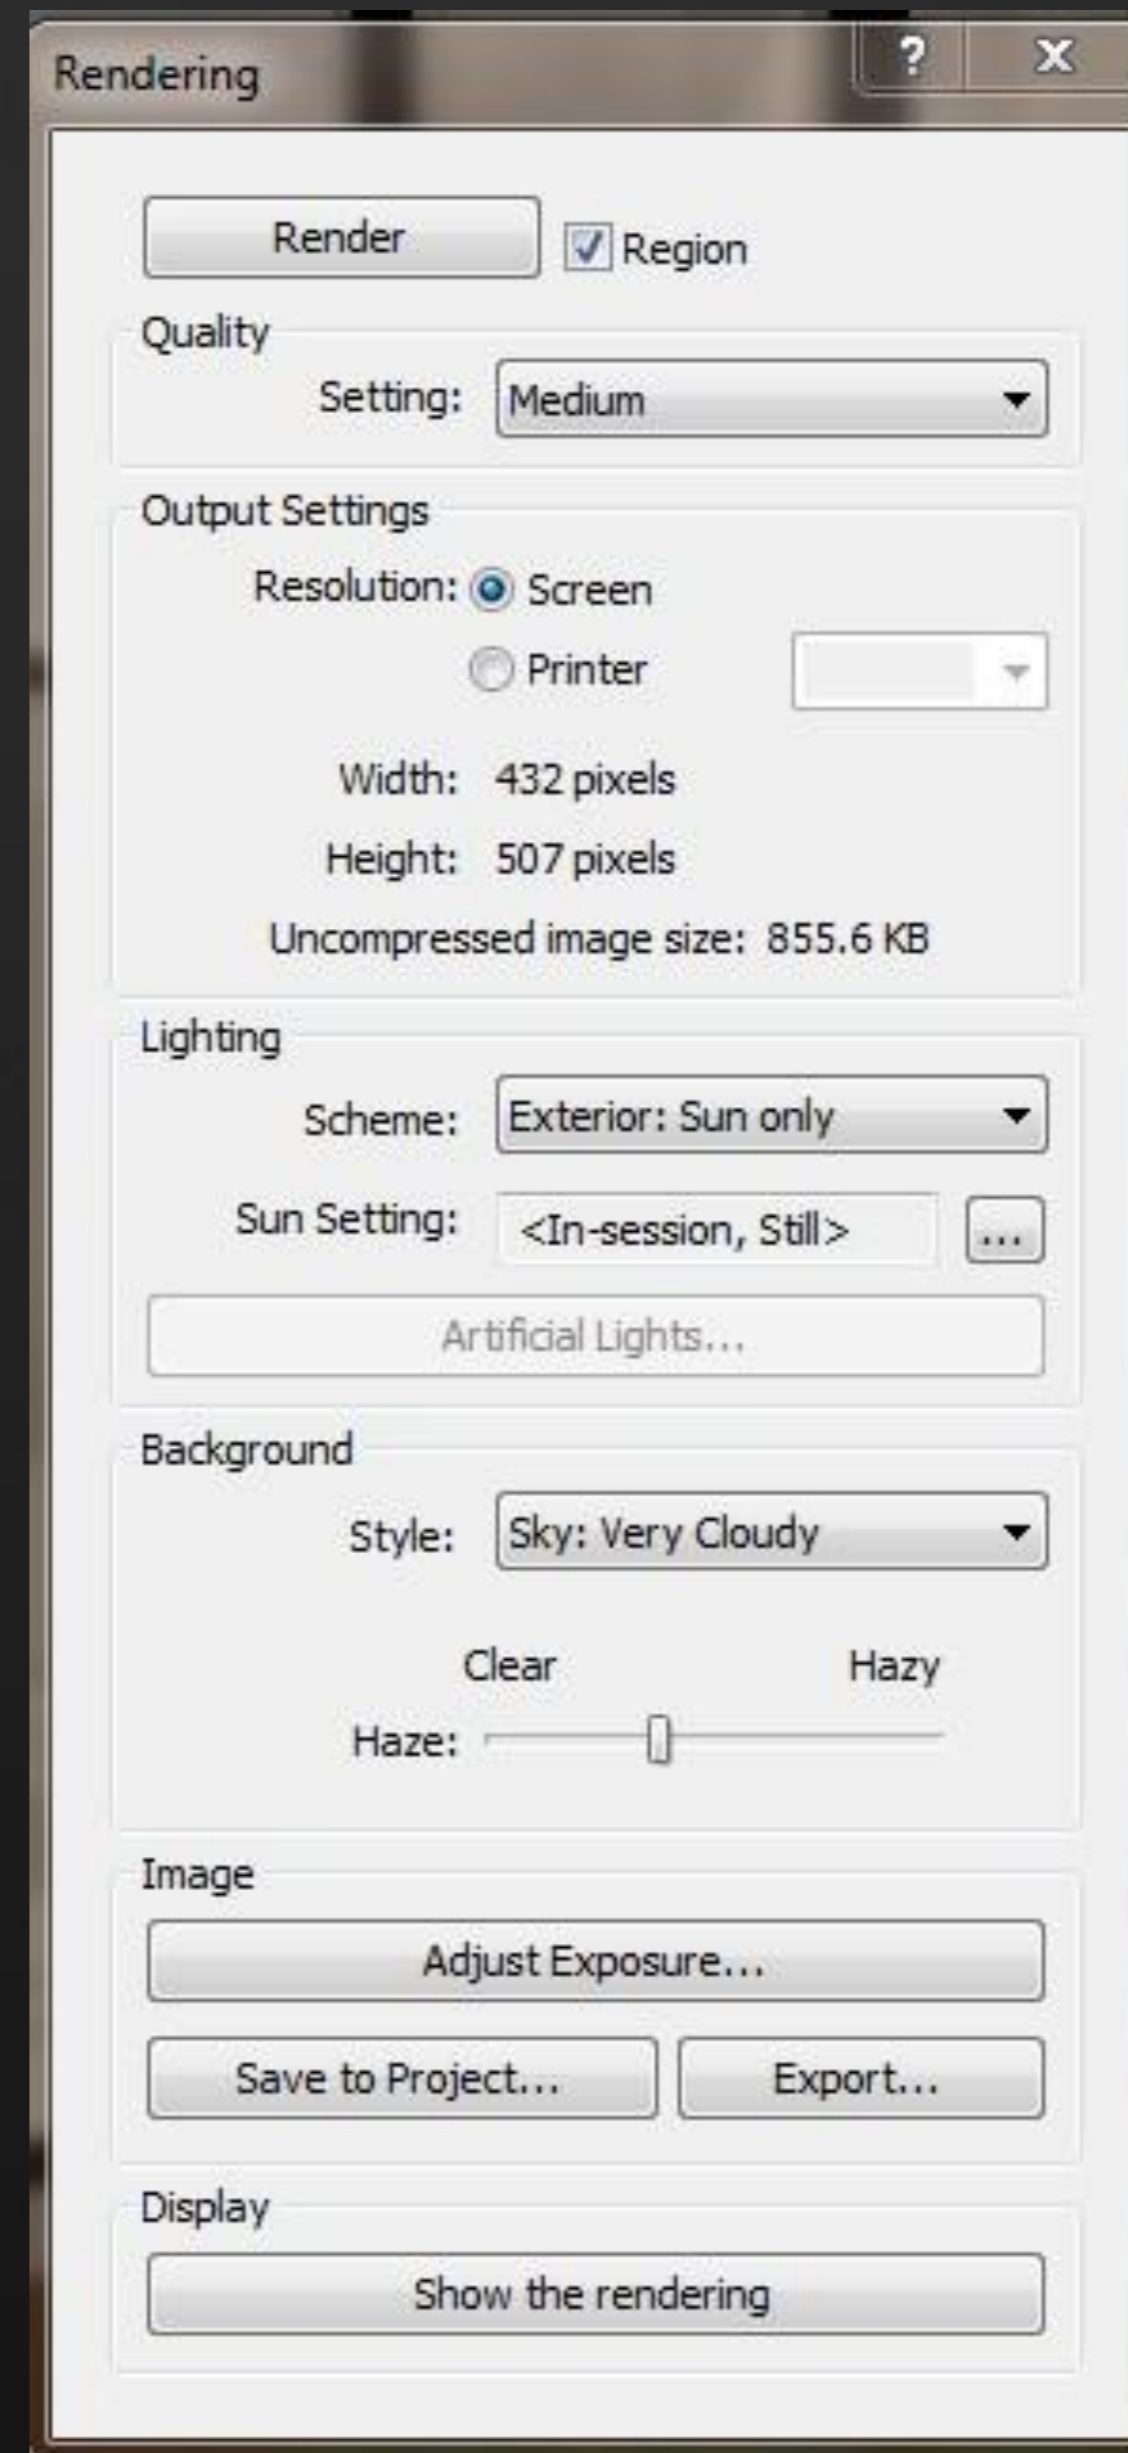 Rendering
Render Region
Quality
Setting: Medium
Output Settings
Resolution: Screen
Printer
Width: 432 pixels
Height: 507 pixels
Uncompressed image size: 855.6 KB
Lighting
Scheme: Exterior: Sun only
Sun Setting: <In-session, Still> ...
Artificial Lights...
Background
Style: Sky: Very Cloudy
Clear Hazy
Haze:
Image
Adjust Exposure...
Save to Project... Export...
Display
Show the rendering